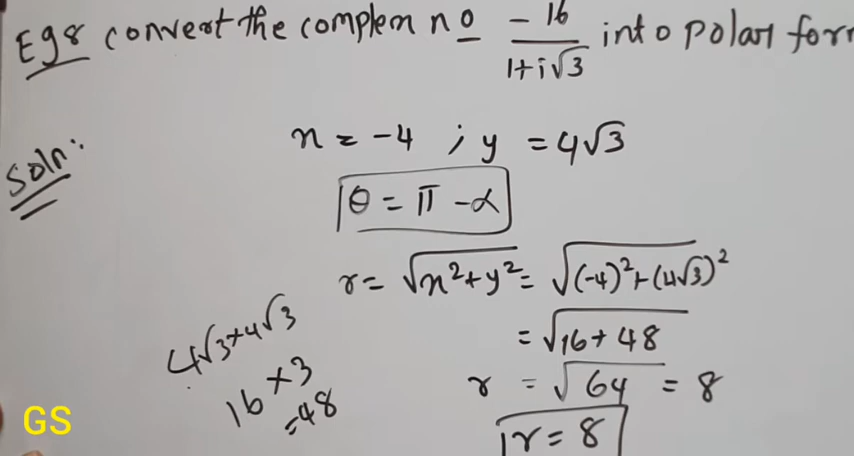 Eg8 convert the complex no -16/1+i√3 into polar form
Soln:
x = -4 ; y = 4√3
θ = π - α
r = √x²+y² = √(-4)²+(4√3)²
= √16+48
r = √64 = 8
r = 8
4√3×4√3
16×3
=48
GS